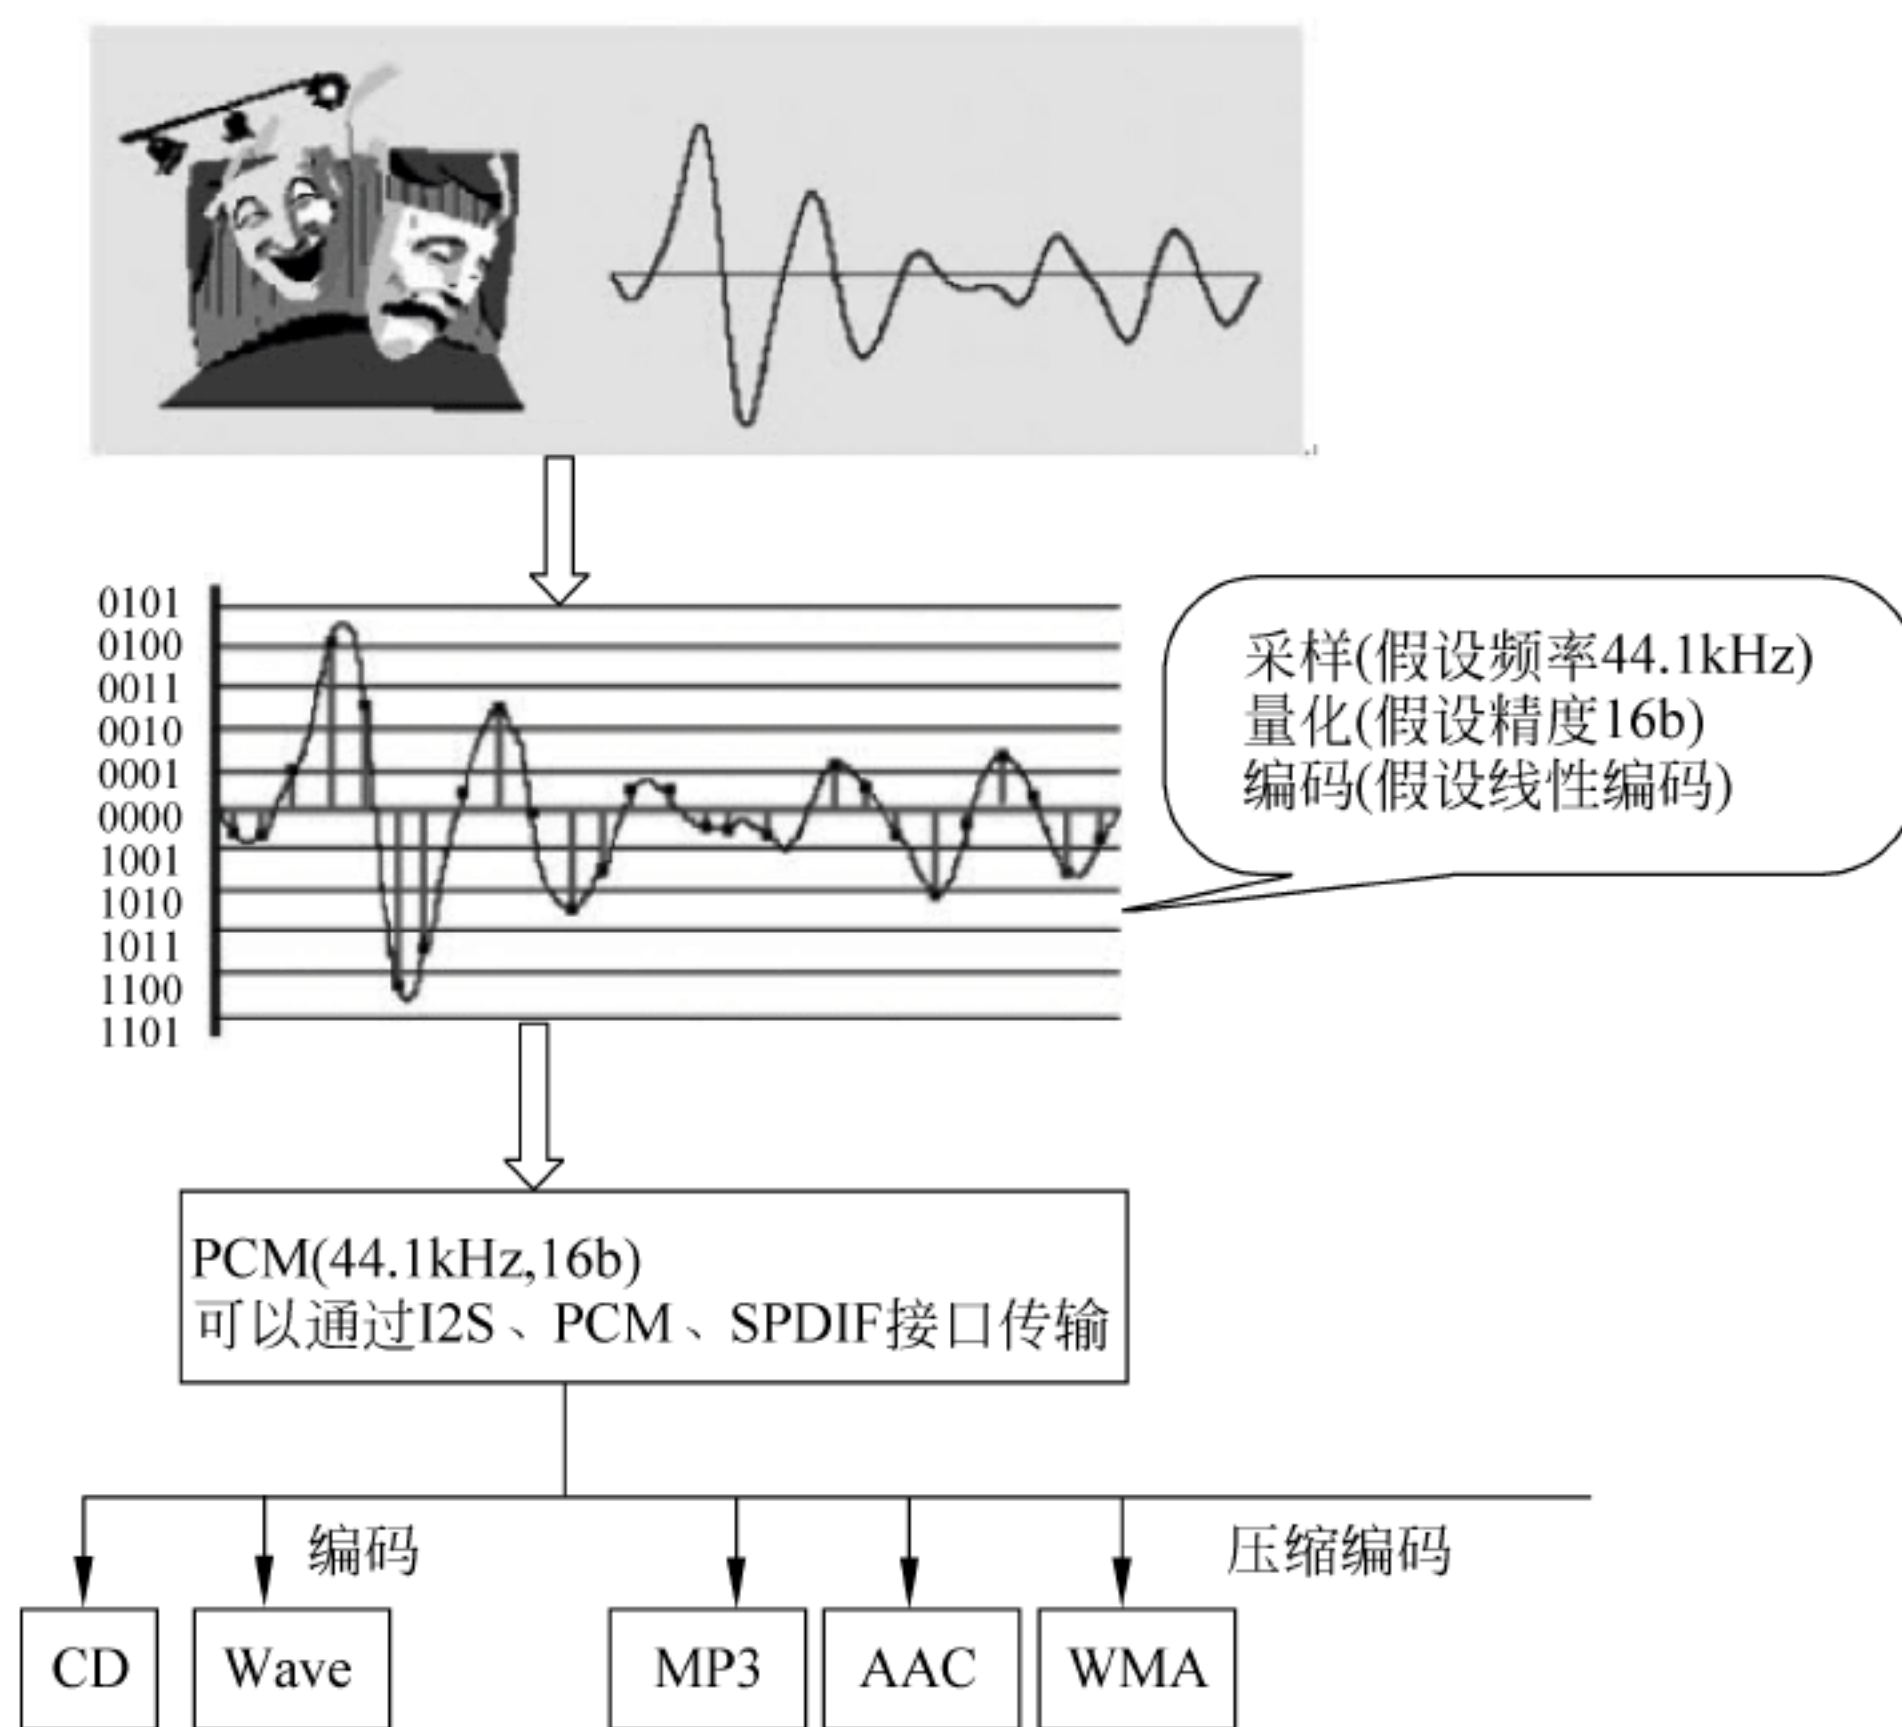 0101
0100
0011
0010
0001
0000
1001
1010
1011
1100
1101
采样(假设频率44.1kHz)
量化(假设精度16b)
编码(假设线性编码)
PCM(44.1kHz,16b)
可以通过I2S、PCM、SPDIF接口传输
编码
压缩编码
CD
Wave
MP3
AAC
WMA